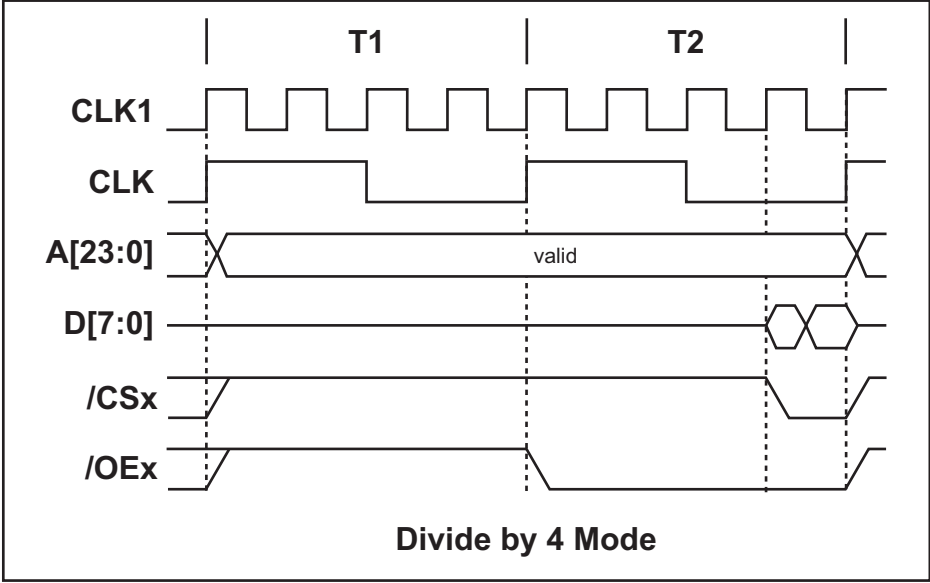 T1 T2
CLK1
CLK
A[23:0] valid
D[7:0]
/CSx
/OEx
Divide by 4 Mode